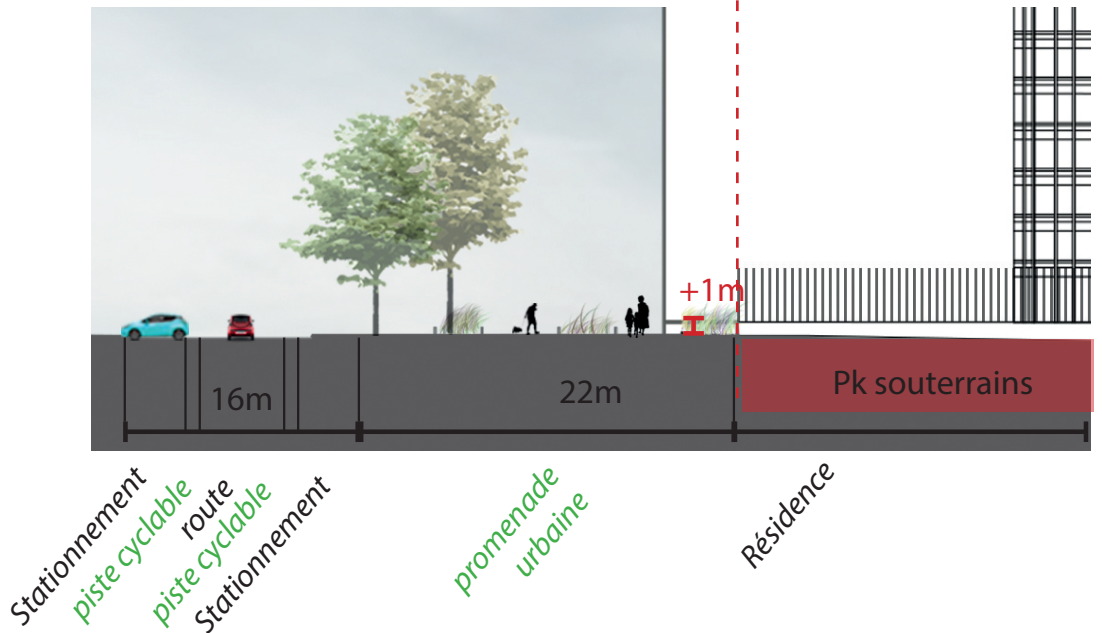 +1m
16m
22m
Pk souterrains
Stationnement
piste cyclable
route
piste cyclable
Stationnement
promenade
urbaine
Résidence